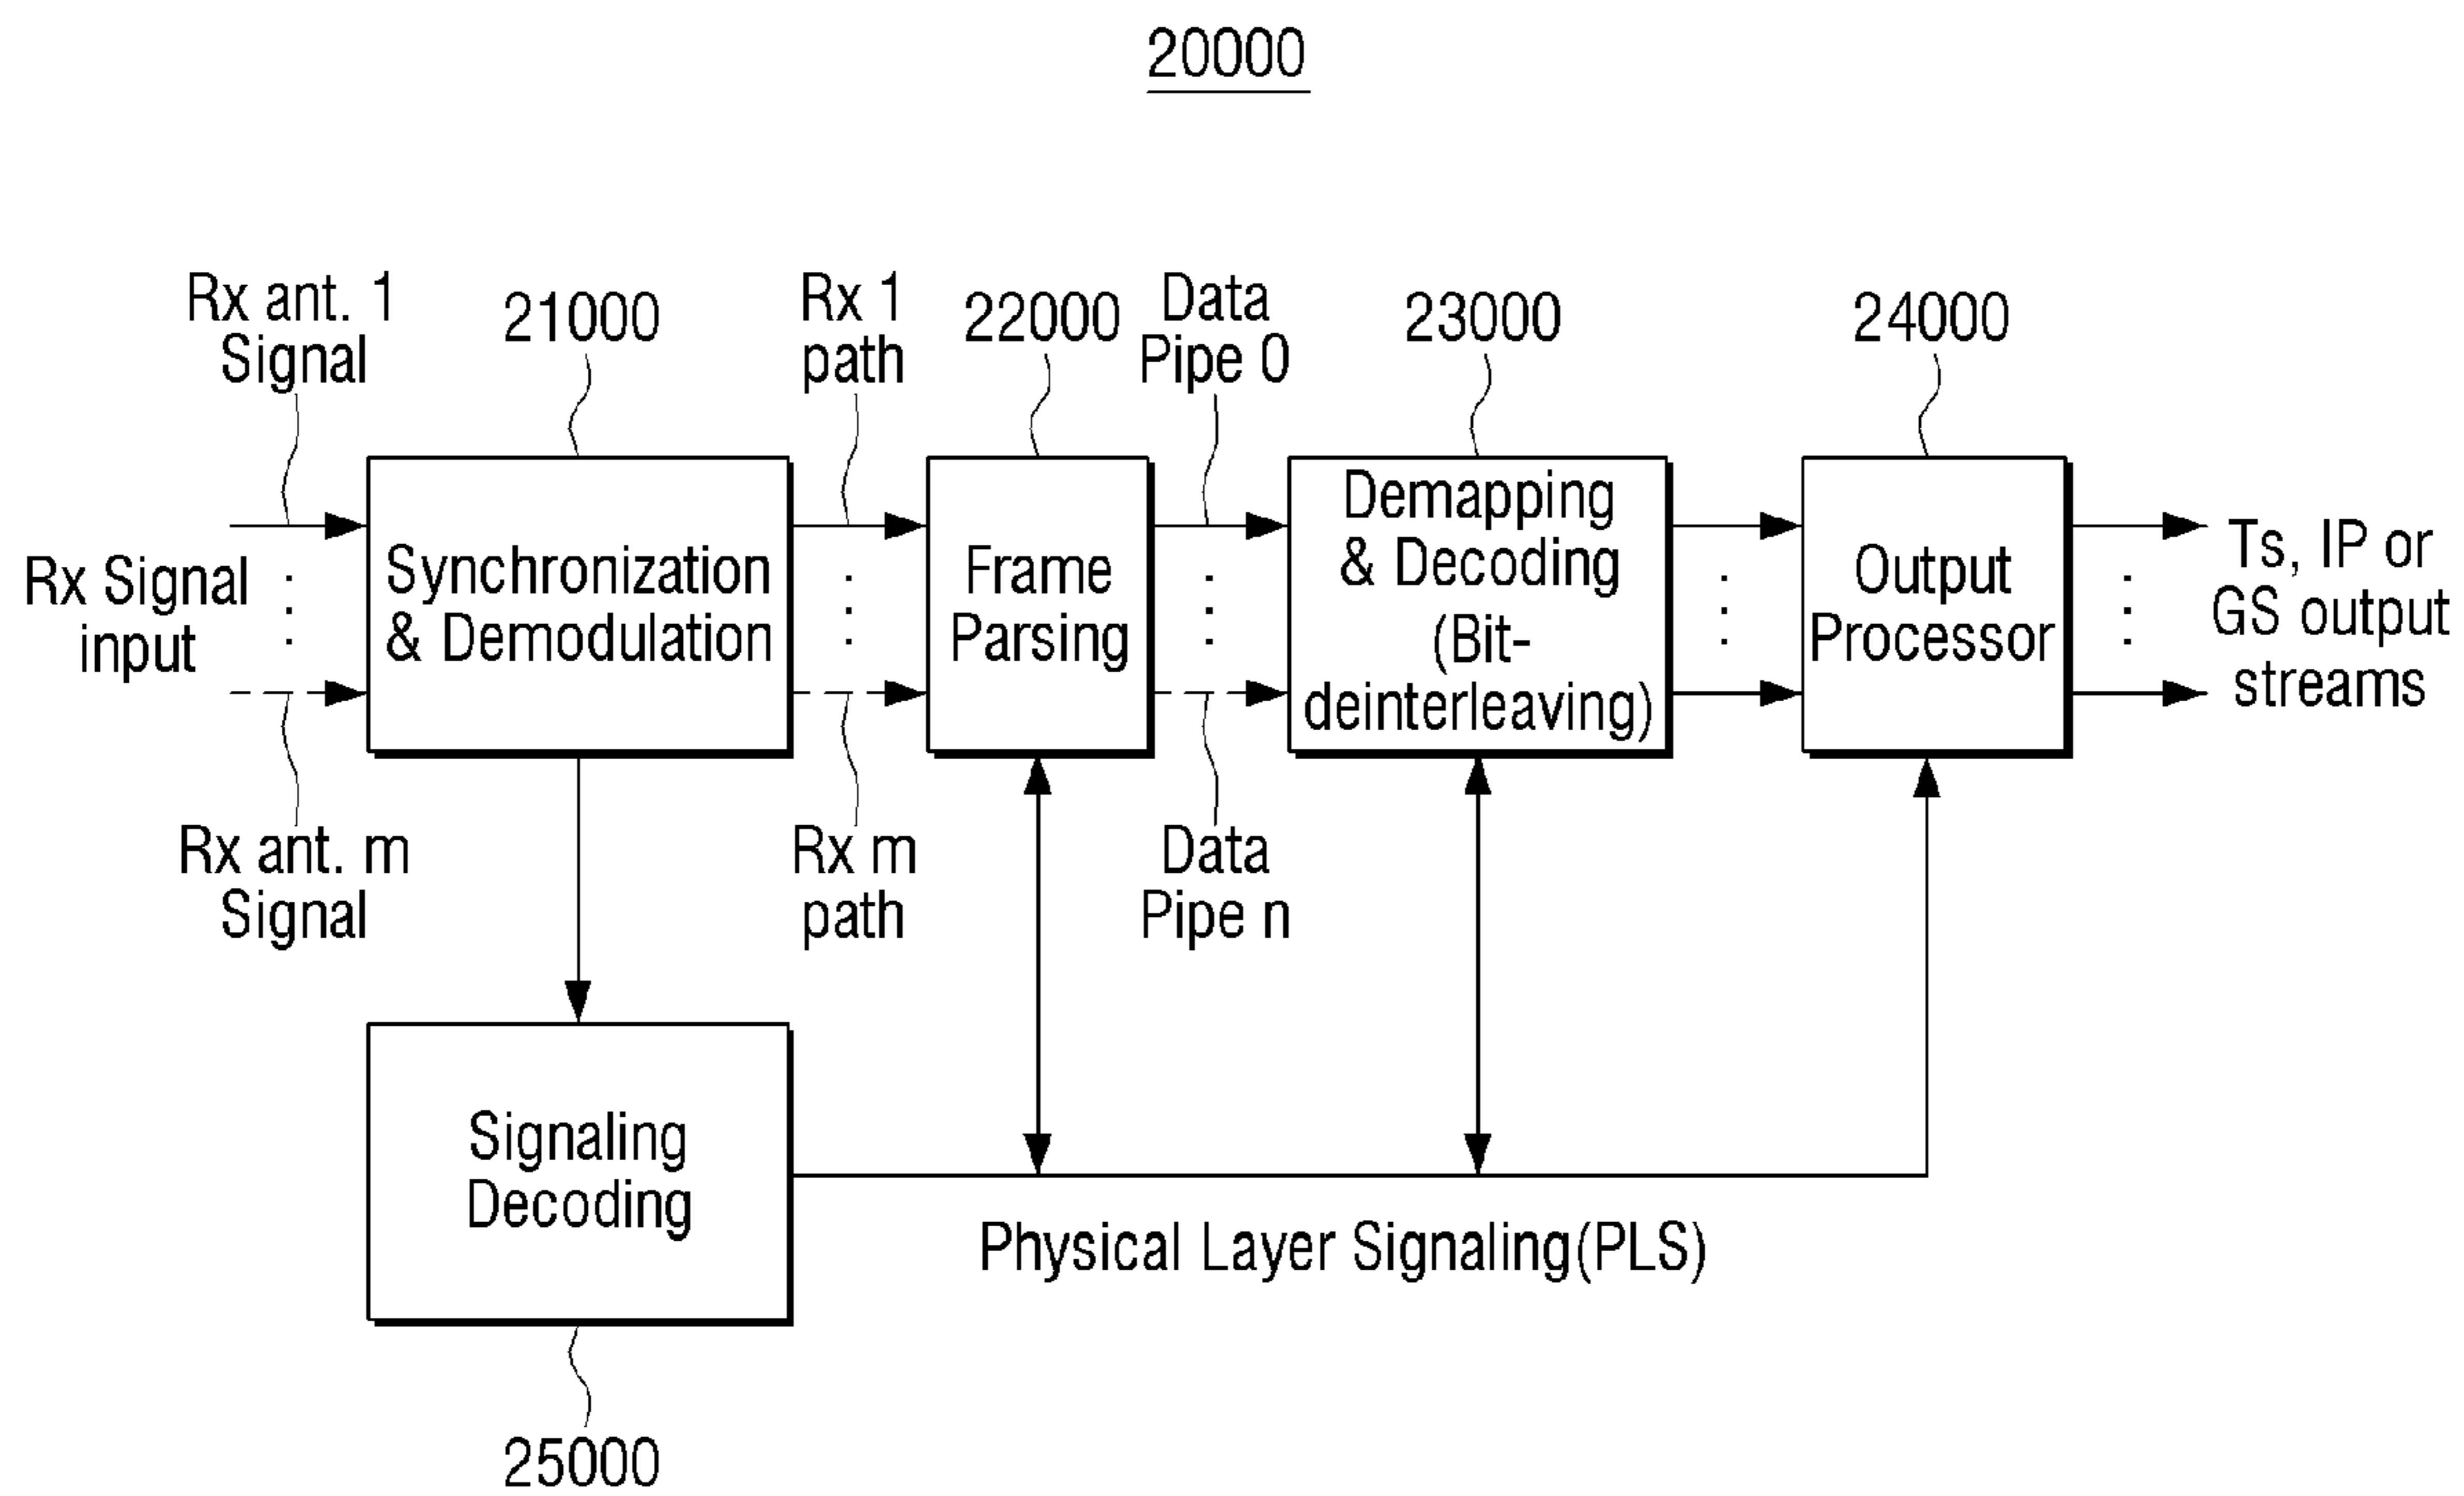 20000
Rx ant. 1
Signal
21000
Rx 1
path
22000
Data
Pipe 0
23000
24000
Rx Signal
input
Synchronization
& Demodulation
Frame
Parsing
Demapping
& Decoding
(Bit-
deinterleaving)
Output
Processor
Ts, IP or
GS output
streams
Rx ant. m
Signal
Rx m
path
Data
Pipe n
Signaling
Decoding
Physical Layer Signaling(PLS)
25000